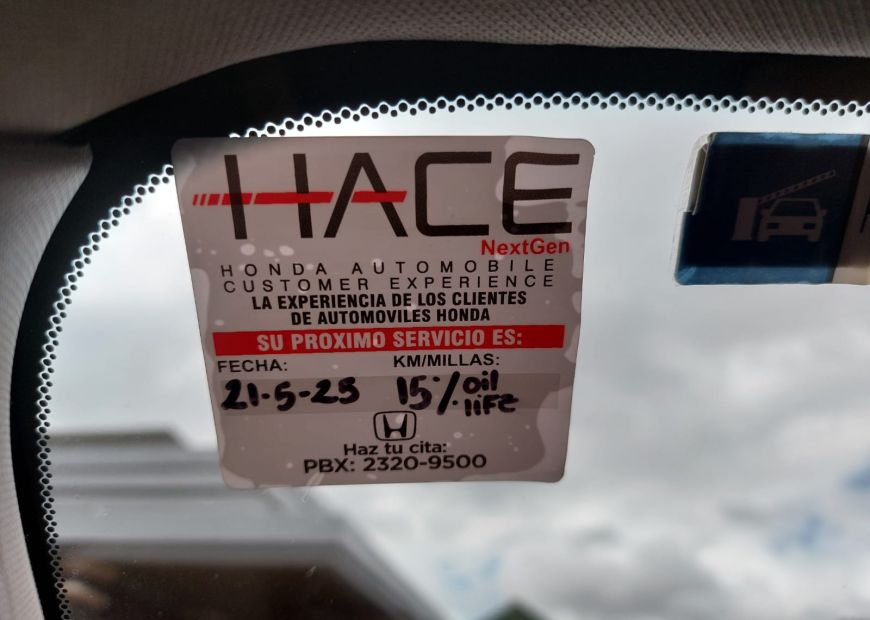 HACE
NextGen
HONDA AUTOMOBILE
CUSTOMER EXPERIENCE
LA EXPERIENCIA DE LOS CLIENTES
DE AUTOMOVILES HONDA
SU PROXIMO SERVICIO ES:
FECHA: KM/MILLAS:
21-5-25 15% oil
life
Haz tu cita:
PBX: 2320-9500